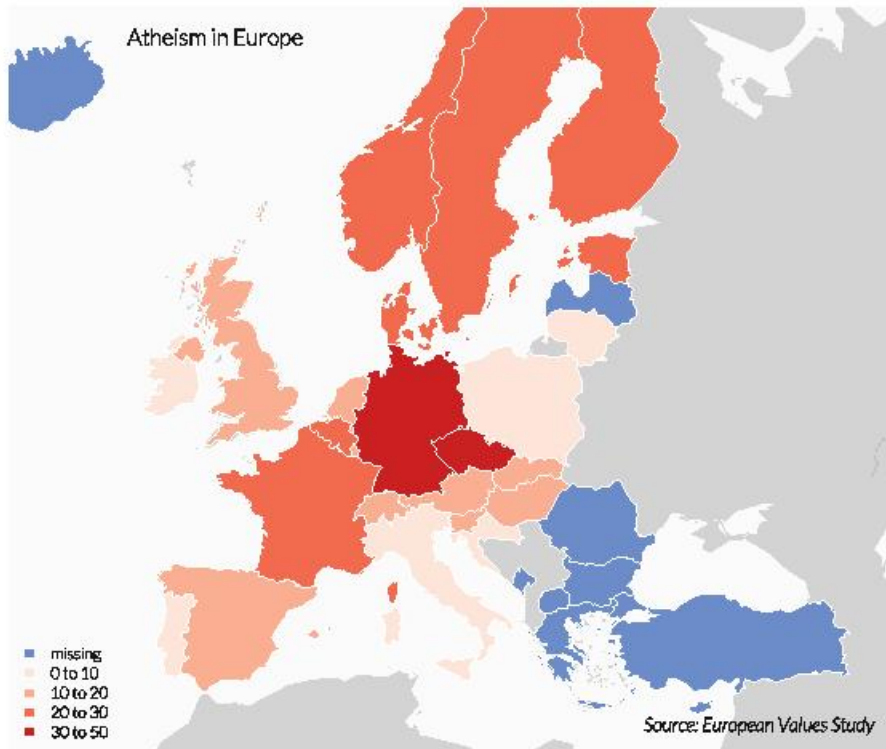 Atheism in Europe
missing
0 to 10
10 to 20
20 to 30
30 to 50
Source: European Values Study